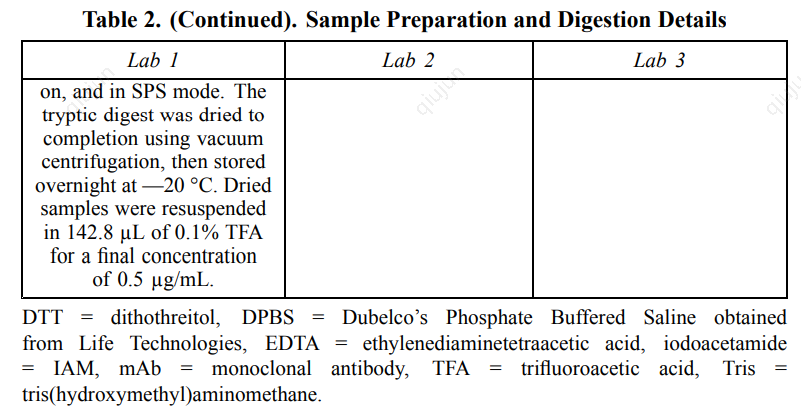 Table 2. (Continued). Sample Preparation and Digestion Details
Lab 1
Lab 2
Lab 3
on, and in SPS mode. The
tryptic digest was dried to
completion using vacuum
centrifugation, then stored
overnight at —20 °C. Dried
samples were resuspended
in 142.8 μL of 0.1% TFA
for a final concentration
of 0.5 μg/mL.
DTT = dithothreitol, DPBS = Dubelco’s Phosphate Buffered Saline obtained
from Life Technologies, EDTA = ethylenediaminetetraacetic acid, iodoacetamide
= IAM, mAb = monoclonal antibody, TFA = trifluoroacetic acid, Tris =
tris(hydroxymethyl)aminomethane.
qiujun
qiujun
qiujun